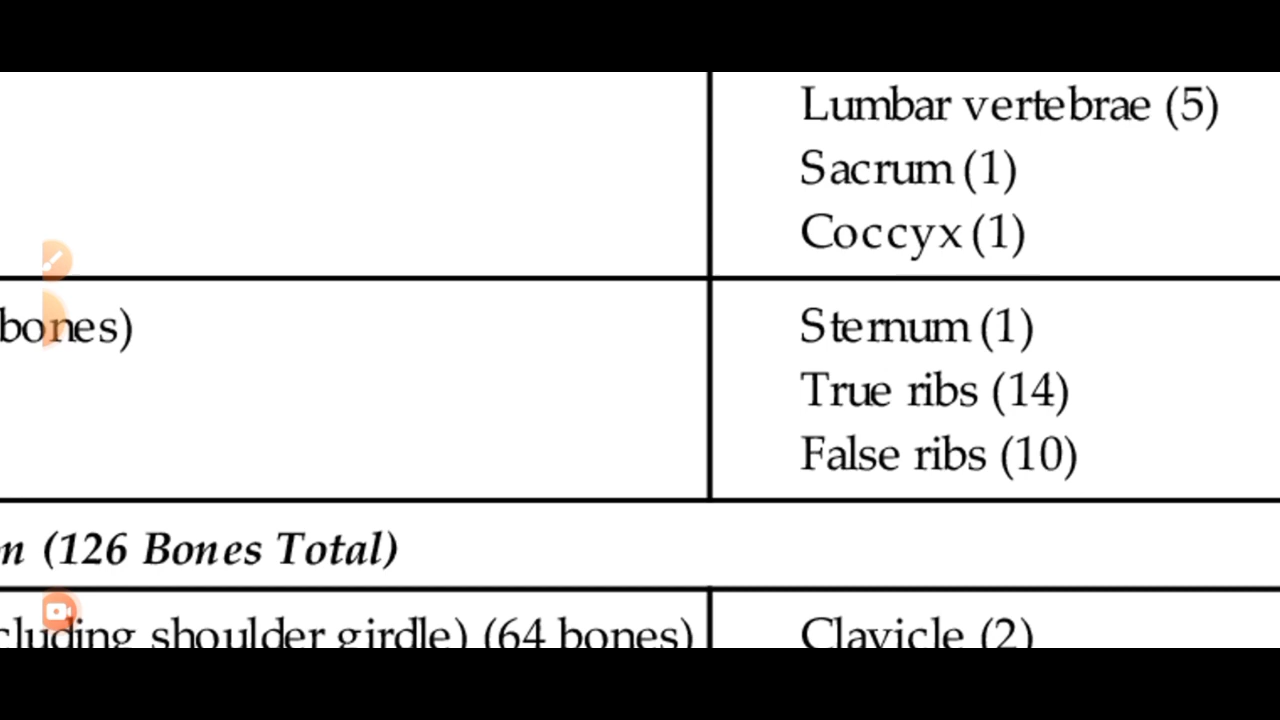 Lumbar vertebrae (5)
Sacrum (1)
Coccyx (1)
bones)
Sternum (1)
True ribs (14)
False ribs (10)
n (126 Bones Total)
cluding shoulder girdle) (64 bones)
Clavicle (2)